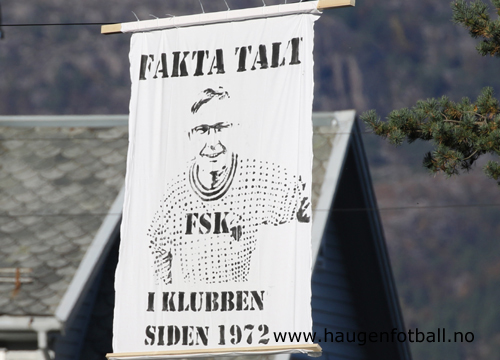 FAKTA TALT
FSK
I KLUBBEN
SIDEN 1972
www.haugenfotball.no